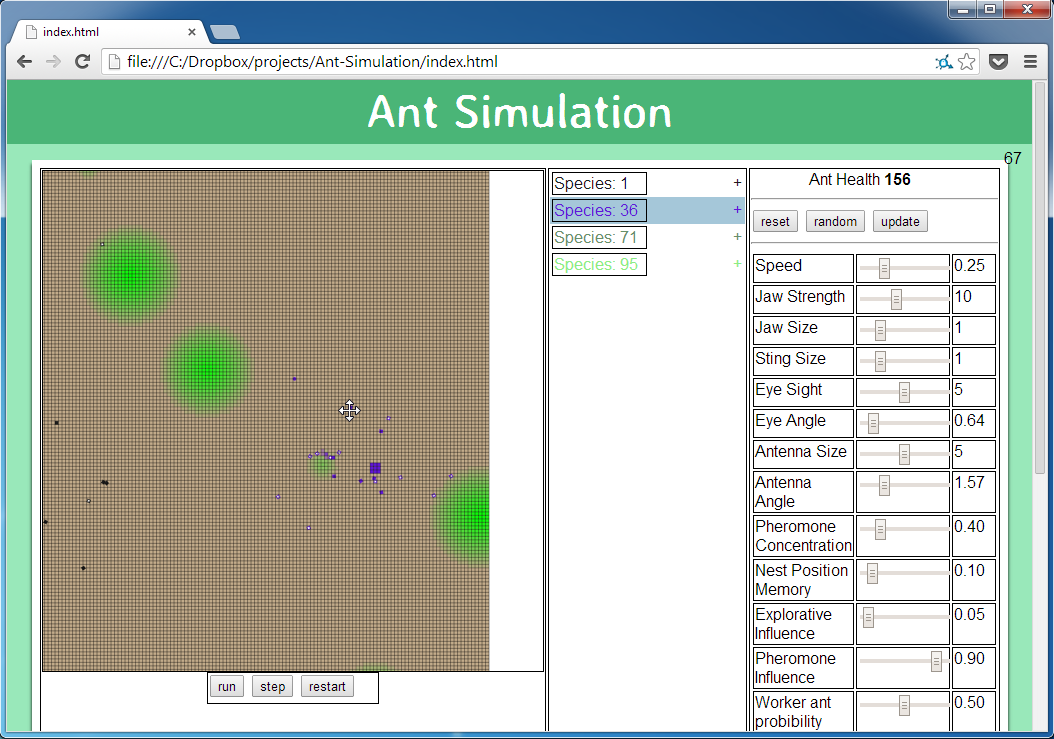 index.html
file:///C:/Dropbox/projects/Ant-Simulation/index.html
Ant Simulation
67
Species: 1 +
Species: 36 +
Species: 71 +
Species: 95 +
Ant Health 156
reset random update
Speed 0.25
Jaw Strength 10
Jaw Size 1
Sting Size 1
Eye Sight 5
Eye Angle 0.64
Antenna Size 5
Antenna
Angle 1.57
Pheromone
Concentration 0.40
Nest Position
Memory 0.10
Explorative
Influence 0.05
Pheromone
Influence 0.90
Worker ant
probibility 0.50
run step restart